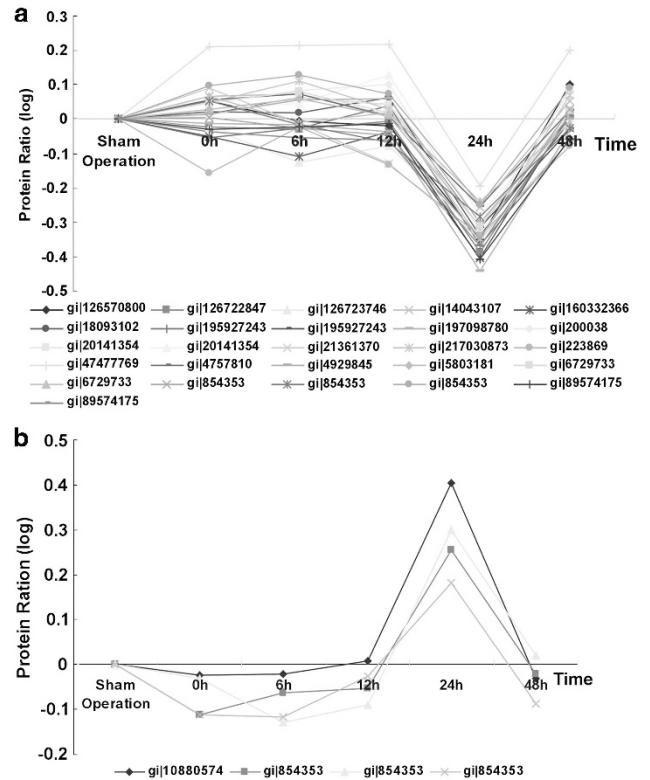 a
0.3
0.2
0.1
0
-0.1
-0.2
-0.3
-0.4
-0.5
Protein Ratio (log)
Sham Operation
0h
6h
12h
24h
48h
Time
gi|126570800 gi|126722847 gi|126723746 gi|14043107 gi|160332366
gi|18093102 gi|195927243 gi|195927243 gi|197098780 gi|200038
gi|20141354 gi|20141354 gi|21361370 gi|217030873 gi|223869
gi|47477769 gi|4757810 gi|4929845 gi|5803181 gi|6729733
gi|6729733 gi|854353 gi|854353 gi|854353 gi|89574175
gi|89574175
b
0.5
0.4
0.3
0.2
0.1
0
-0.1
-0.2
Protein Ration (log)
Sham Operation
0h
6h
12h
24h
48h
Time
gi|10880574 gi|854353 gi|854353 gi|854353